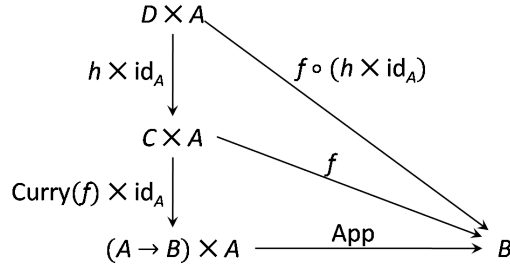 D × A
h × id_A
f ∘ (h × id_A)
C × A
f
Curry(f) × id_A
(A → B) × A
App
B